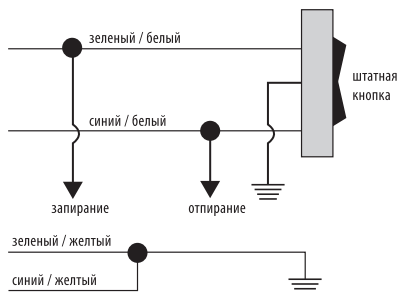 зеленый / белый
штатная
кнопка
синий / белый
запирание
отпирание
зеленый / желтый
синий / желтый